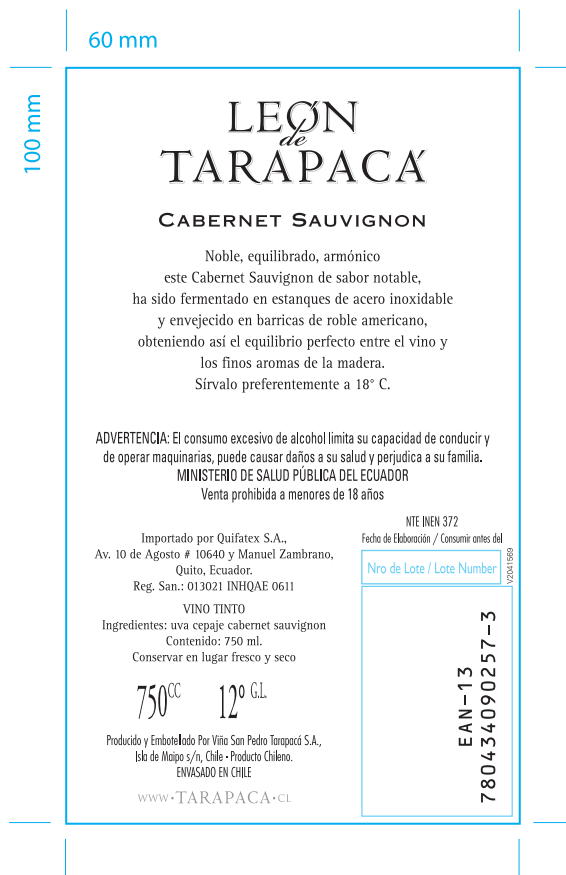 60 mm
100 mm
LEÓN
de
TARAPACÁ
CABERNET SAUVIGNON
Noble, equilibrado, armónico
este Cabernet Sauvignon de sabor notable,
ha sido fermentado en estanques de acero inoxidable
y envejecido en barricas de roble americano,
obteniendo así el equilibrio perfecto entre el vino y
los finos aromas de la madera.
Sírvalo preferentemente a 18° C.
ADVERTENCIA: El consumo excesivo de alcohol limita su capacidad de conducir y
de operar maquinarias, puede causar daños a su salud y perjudica a su familia.
MINISTERIO DE SALUD PÚBLICA DEL ECUADOR
Venta prohibida a menores de 18 años
Importado por Quifatex S.A.,
Av. 10 de Agosto # 10640 y Manuel Zambrano,
Quito, Ecuador.
Reg. San.: 013021 INHQAE 0611
VINO TINTO
Ingredientes: uva cepaje cabernet sauvignon
Contenido: 750 ml.
Conservar en lugar fresco y seco
750CC 12° G.L.
Producido y Embotellado Por Viña San Pedro Tarapacá S.A.,
Isla de Maipo s/n, Chile • Producto Chileno.
ENVASADO EN CHILE
WWW•TARAPACA•CL
NTE INEN 372
Fecha de Elaboración / Consumir antes del
Nro de Lote / Lote Number
V2041569
EAN-13
780434090257-3